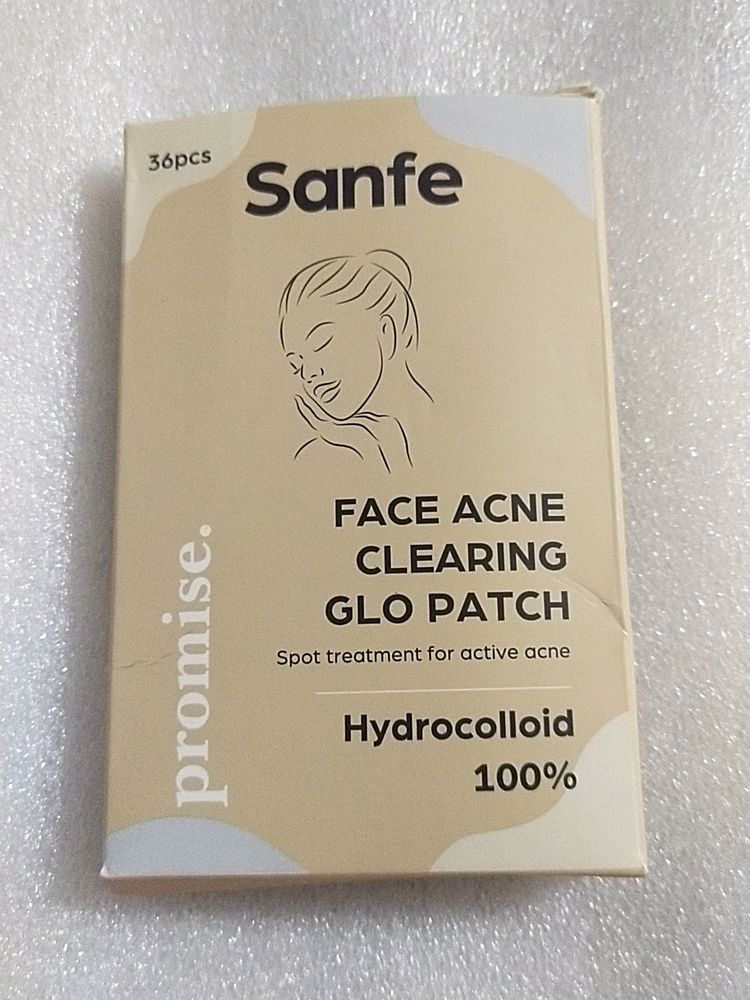 36pcs
Sanfe
FACE ACNE
CLEARING
GLO PATCH
Spot treatment for active acne
Hydrocolloid
100%
promise.